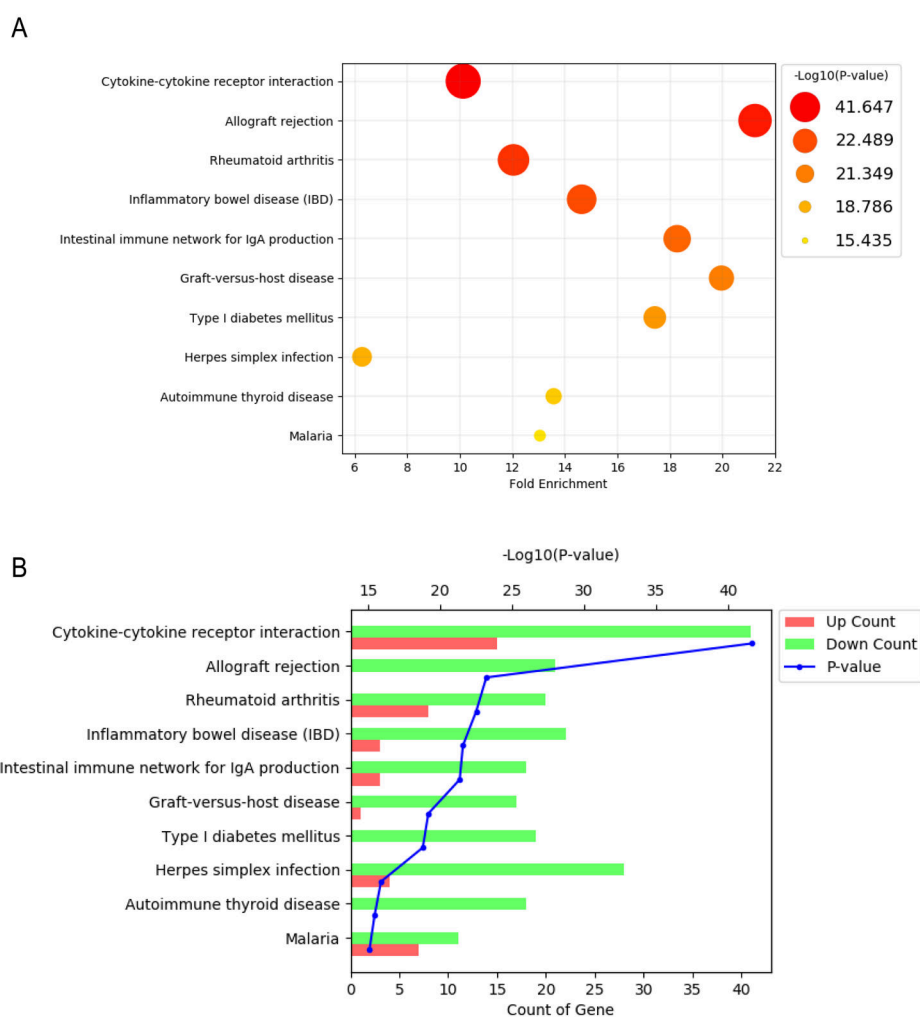 A
Cytokine-cytokine receptor interaction
Allograft rejection
Rheumatoid arthritis
Inflammatory bowel disease (IBD)
Intestinal immune network for IgA production
Graft-versus-host disease
Type I diabetes mellitus
Herpes simplex infection
Autoimmune thyroid disease
Malaria
6 8 10 12 14 16 18 20 22
Fold Enrichment
-Log10(P-value)
41.647
22.489
21.349
18.786
15.435
B
-Log10(P-value)
15 20 25 30 35 40
Cytokine-cytokine receptor interaction
Allograft rejection
Rheumatoid arthritis
Inflammatory bowel disease (IBD)
Intestinal immune network for IgA production
Graft-versus-host disease
Type I diabetes mellitus
Herpes simplex infection
Autoimmune thyroid disease
Malaria
0 5 10 15 20 25 30 35 40
Count of Gene
Up Count
Down Count
P-value